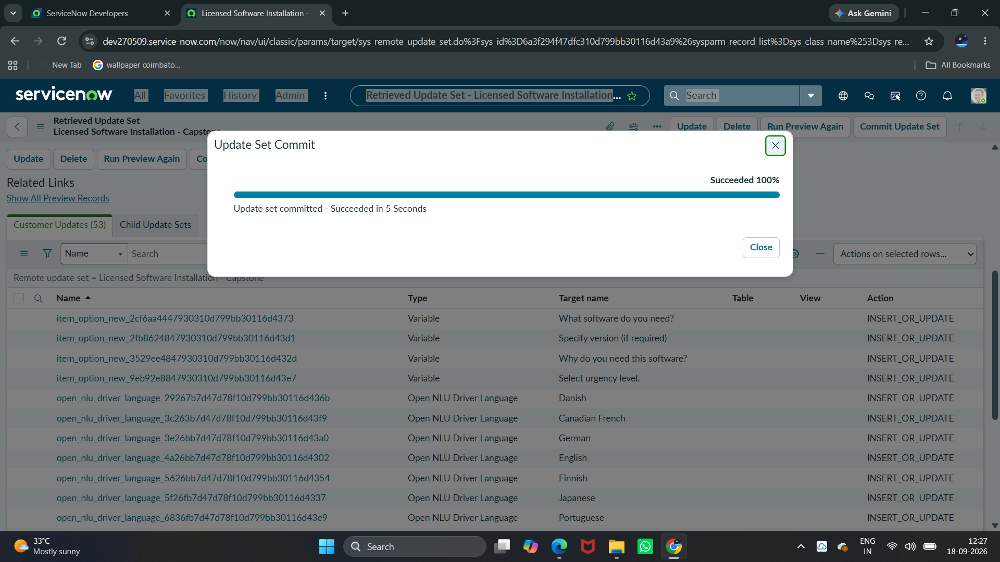 ServiceNow Developers
Licensed Software Installation -
Ask Gemini
dev270509.service-now.com/now/nav/ui/classic/params/target/sys_remote_update_set.do%3Fsys_id%3D6a3f294f47dfc310d799bb30116d43a9%26sysparm_record_list%3Dsys_class_name%253Dsys_re...
New Tab
wallpaper coimbato...
All Bookmarks
servicenow
All
Favorites
History
Admin
Retrieved Update Set - Licensed Software Installation...
Search
Retrieved Update Set
Licensed Software Installation - Capstone
Update
Delete
Run Preview Again
Commit Update Set
Update Set Commit
Succeeded 100%
Update set committed - Succeeded in 5 Seconds
Close
Update
Delete
Run Preview Again
Co
Related Links
Show All Preview Records
Customer Updates (53)
Child Update Sets
Name
Search
Actions on selected rows...
Remote update set = Licensed Software Installation - Capstone
Name Type Target name Table View Action
item_option_new_2cf6aa4447930310d799bb30116d4373 Variable What software do you need? INSERT_OR_UPDATE
item_option_new_2fb8624847930310d799bb30116d43d1 Variable Specify version (if required) INSERT_OR_UPDATE
item_option_new_3529ee4847930310d799bb30116d432d Variable Why do you need this software? INSERT_OR_UPDATE
item_option_new_9eb92e8847930310d799bb30116d43e7 Variable Select urgency level. INSERT_OR_UPDATE
open_nlu_driver_language_29267b7d47d78f10d799bb30116d436b Open NLU Driver Language Danish INSERT_OR_UPDATE
open_nlu_driver_language_3c263b7d47d78f10d799bb30116d43f9 Open NLU Driver Language Canadian French INSERT_OR_UPDATE
open_nlu_driver_language_3e26bb7d47d78f10d799bb30116d43a0 Open NLU Driver Language German INSERT_OR_UPDATE
open_nlu_driver_language_4a26bb7d47d78f10d799bb30116d4302 Open NLU Driver Language English INSERT_OR_UPDATE
open_nlu_driver_language_5626bb7d47d78f10d799bb30116d4354 Open NLU Driver Language Finnish INSERT_OR_UPDATE
open_nlu_driver_language_5f26fb7d47d78f10d799bb30116d4337 Open NLU Driver Language Japanese INSERT_OR_UPDATE
open_nlu_driver_language_6836fb7d47d78f10d799bb30116d43e9 Open NLU Driver Language Portuguese INSERT_OR_UPDATE
33°C
Mostly sunny
Search
ENG
IN
12:27
18-09-2026